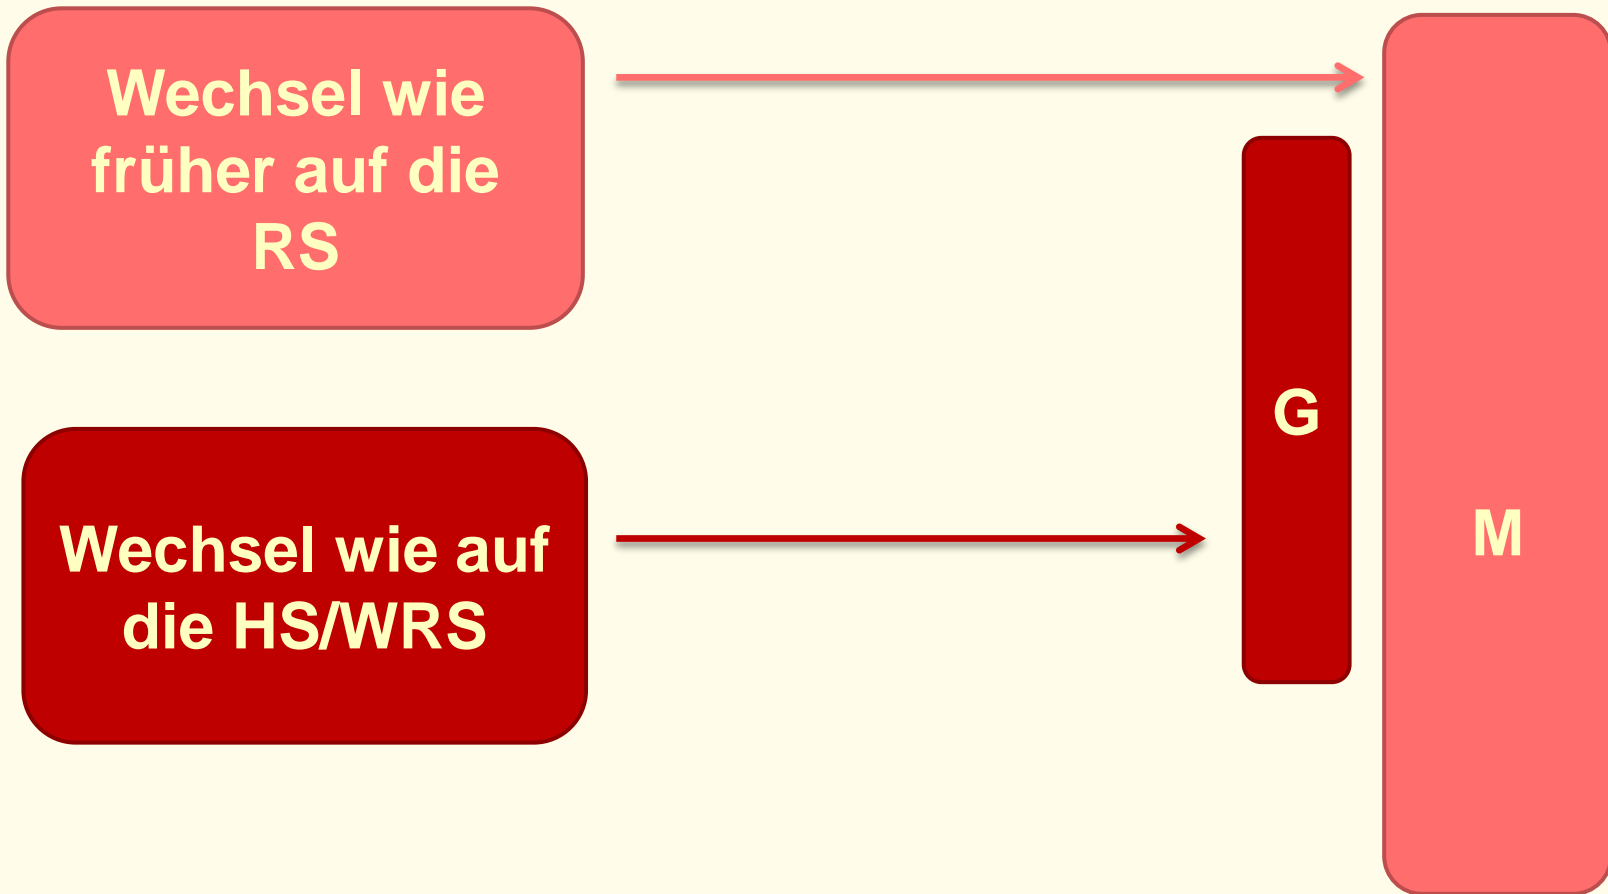 Wechsel wie
früher auf die
RS
G
Wechsel wie auf
die HS/WRS
M